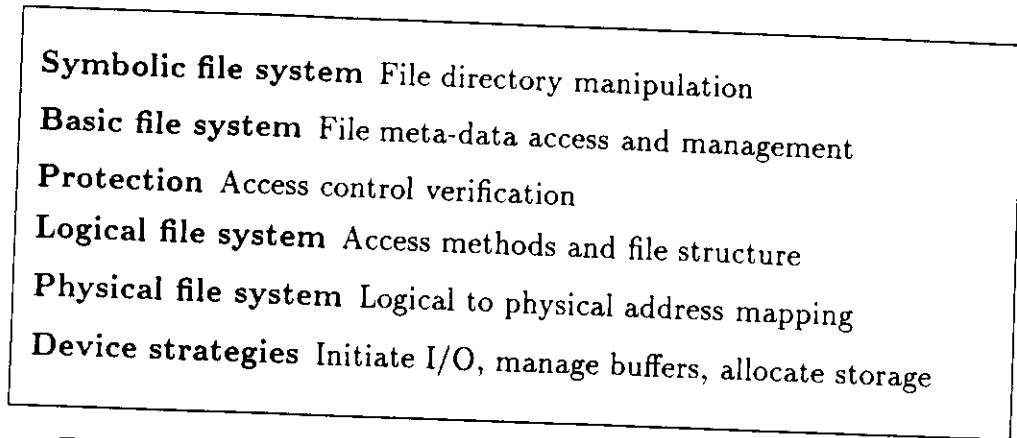 Symbolic file system File directory manipulation
Basic file system File meta-data access and management
Protection Access control verification
Logical file system Access methods and file structure
Physical file system Logical to physical address mapping
Device strategies Initiate I/O, manage buffers, allocate storage